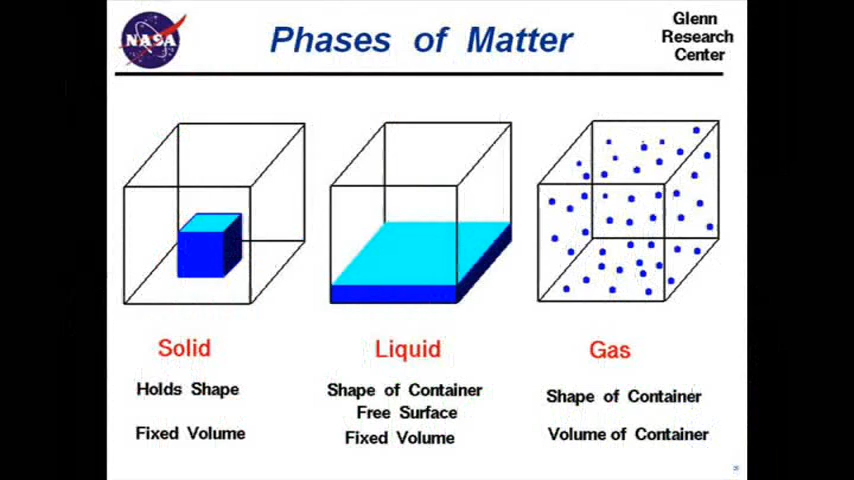 NASA
Phases of Matter
Glenn
Research
Center
Solid
Holds Shape
Fixed Volume
Liquid
Shape of Container
Free Surface
Fixed Volume
Gas
Shape of Container
Volume of Container